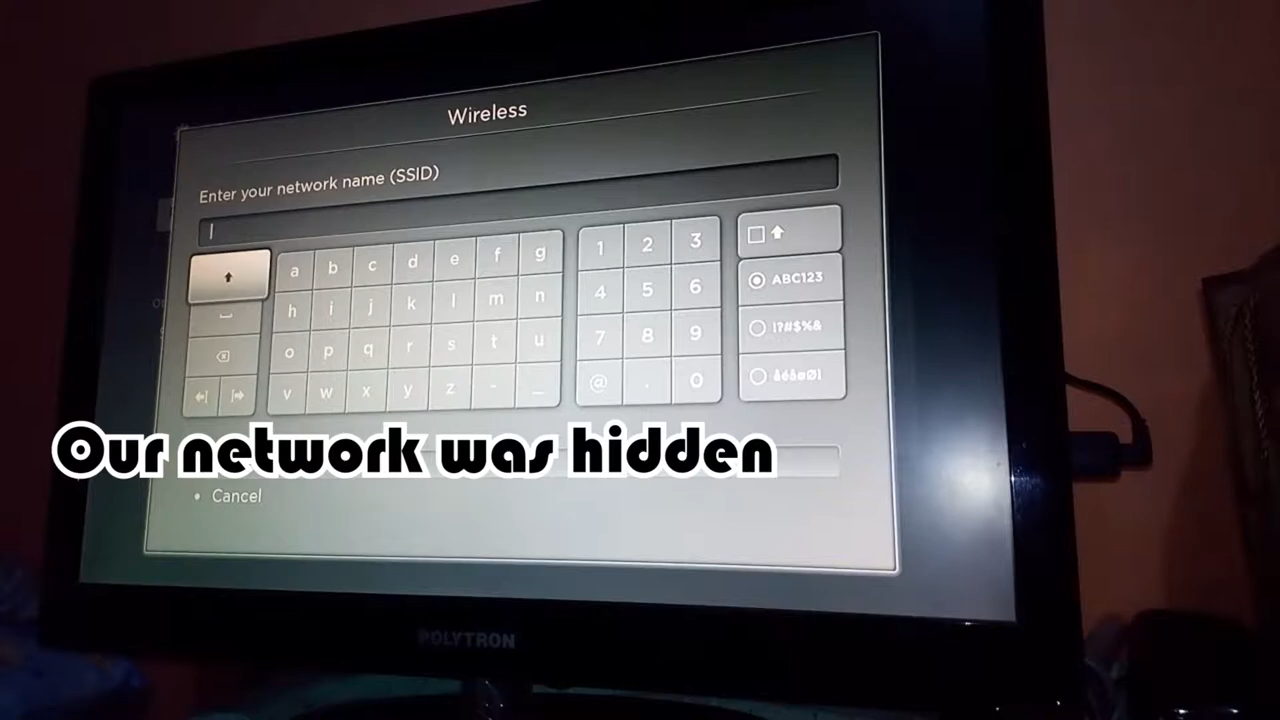 Wireless
Enter your network name (SSID)
a b c d e f g 1 2 3
h i j k l m n 4 5 6 ABC123
o p q r s t u 7 8 9 !?#$%&
v w x y z - _ @ . 0
Our network was hidden
Cancel
POLYTRON